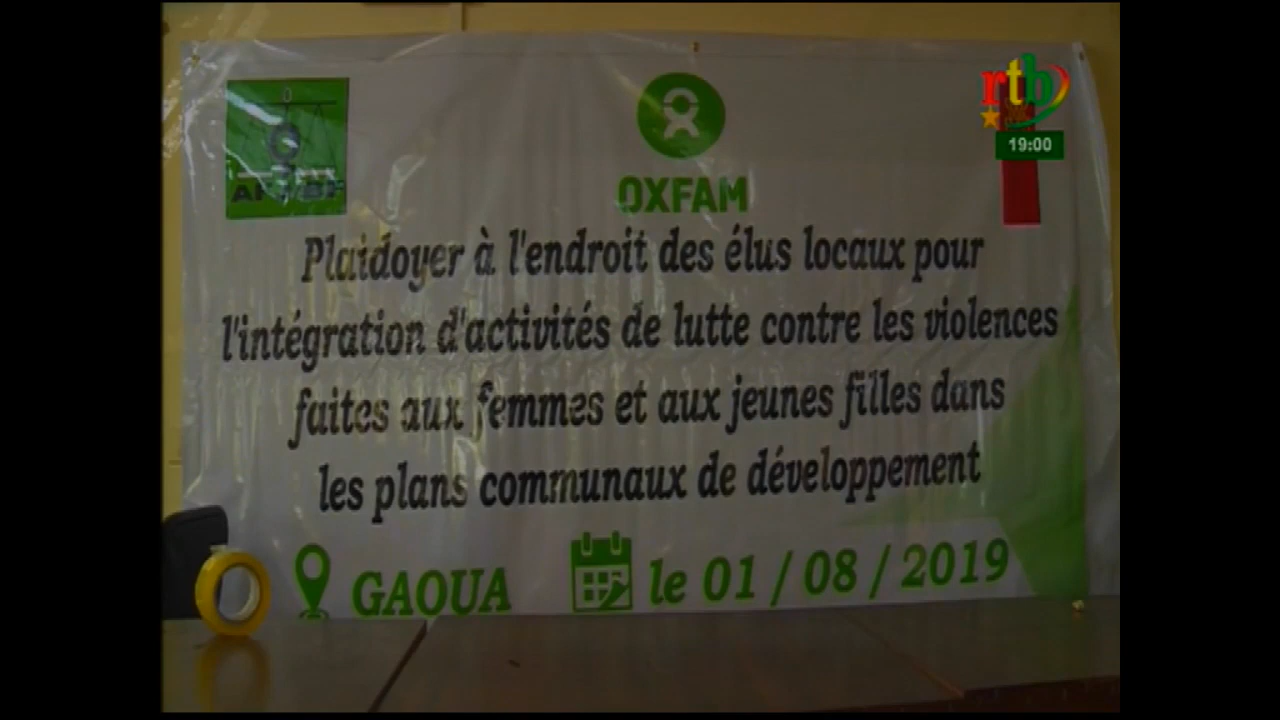 rtb
19:00
OXFAM
Plaidoyer à l'endroit des élus locaux pour
l'intégration d'activités de lutte contre les violences
faites aux femmes et aux jeunes filles dans
les plans communaux de développement
GAOUA
le 01 / 08 / 2019